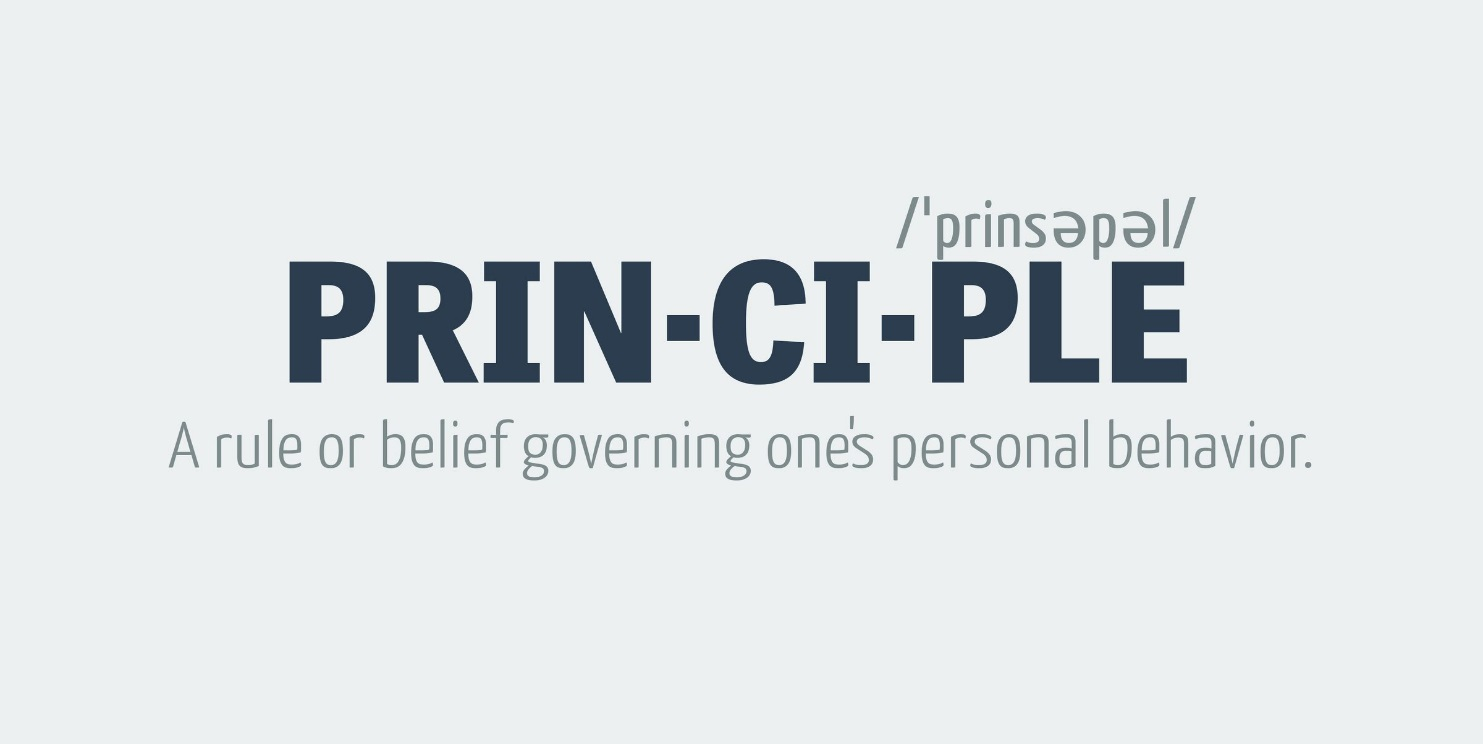 /ˈprinsəpəl/
PRIN·CI·PLE
A rule or belief governing one's personal behavior.